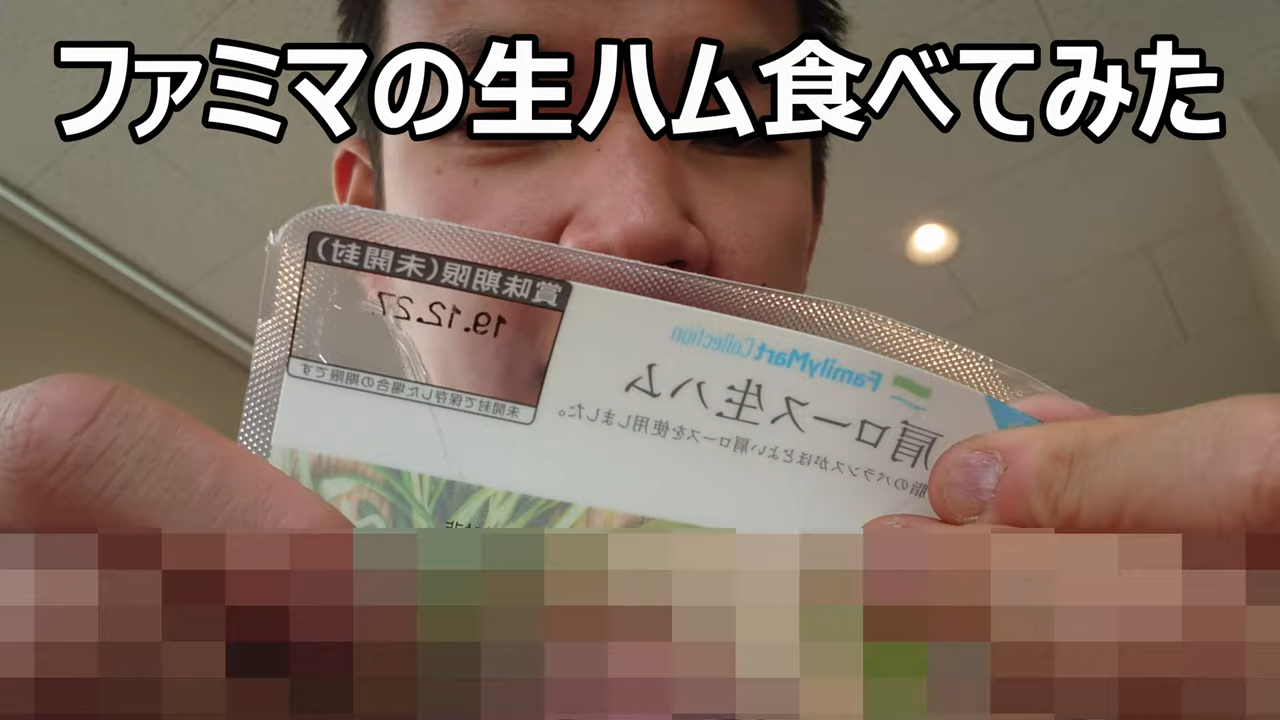 ファミマの生ハム食べてみた
賞味期限(未開封)
19.12.27
未開封で保存した場合の期限です
FamilyMart Collection
肩ロース生ハム
脂のバランスがほどよい肩ロースを使用しました。